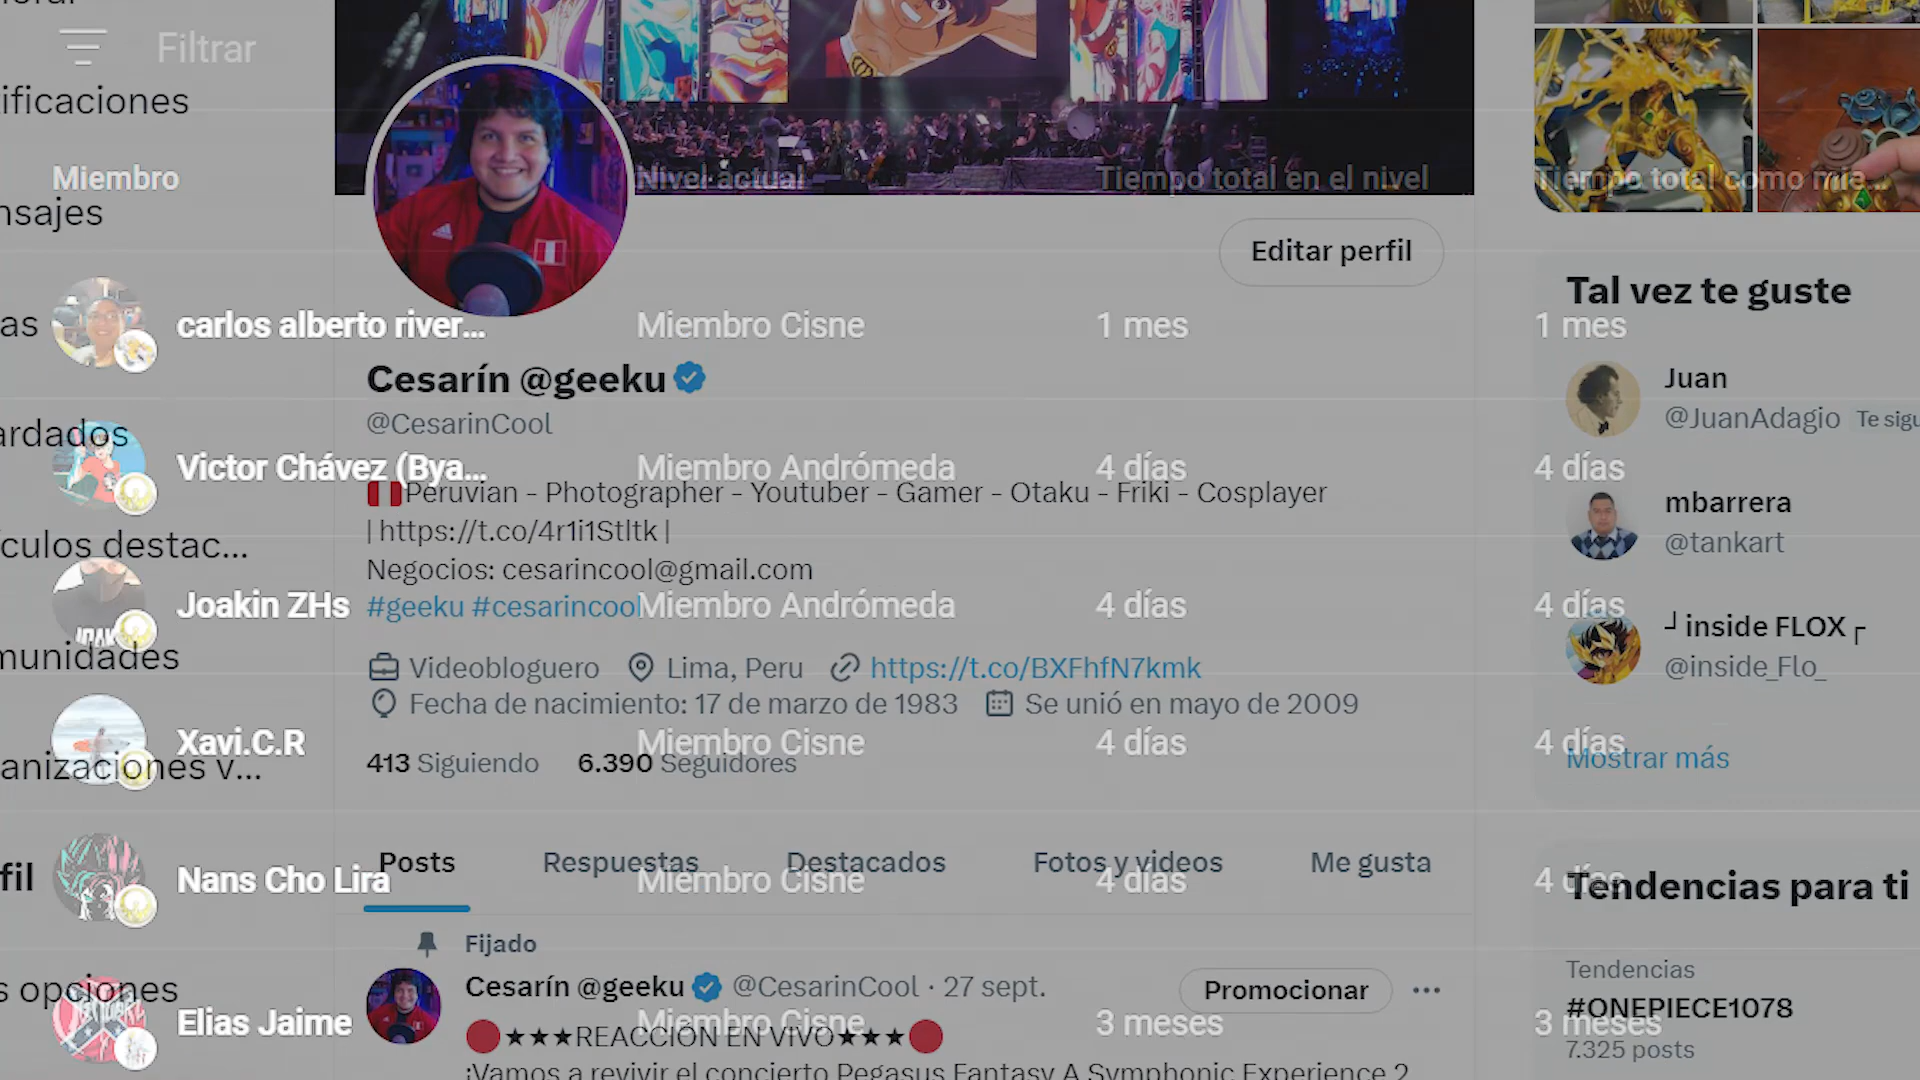 Filtrar
ificaciones
Miembro
Nivel actual
Tiempo total en el nivel
Tiempo total como mie...
nsajes
Editar perfil
Tal vez te guste
as
carlos alberto river...
Miembro Cisne
1 mes
1 mes
Cesarín @geeku
@CesarinCool
Juan
@JuanAdagio Te sigu
ardados
Victor Chávez (Bya...
Miembro Andrómeda
4 días
4 días
Peruvian - Photographer - Youtuber - Gamer - Otaku - Friki - Cosplayer
| https://t.co/4r1i1Stltk |
Negocios: cesarincool@gmail.com
#geeku #cesarincool
mbarrera
@tankart
culos destac...
Joakin ZHs
Miembro Andrómeda
4 días
4 días
┘inside FLOX┌
@inside_Flo_
munidades
Videobloguero Lima, Peru https://t.co/BXFhfN7kmk
Fecha de nacimiento: 17 de marzo de 1983 Se unió en mayo de 2009
Xavi.C.R
Miembro Cisne
4 días
4 días
413 Siguiendo 6.390 Seguidores
Mostrar más
anizaciones v...
Posts Respuestas Destacados Fotos y videos Me gusta
fil
Nans Cho Lira
Miembro Cisne
4 días
4 días
Tendencias para ti
Fijado
Cesarín @geeku @CesarinCool · 27 sept.
Promocionar
Tendencias
#ONEPIECE1078
7.325 posts
s opciones
Elias Jaime
Miembro Cisne
3 meses
3 meses
★★★REACCIÓN EN VIVO★★★
¡Vamos a revivir el concierto Pegasus Fantasy A Symphonic Experience 2